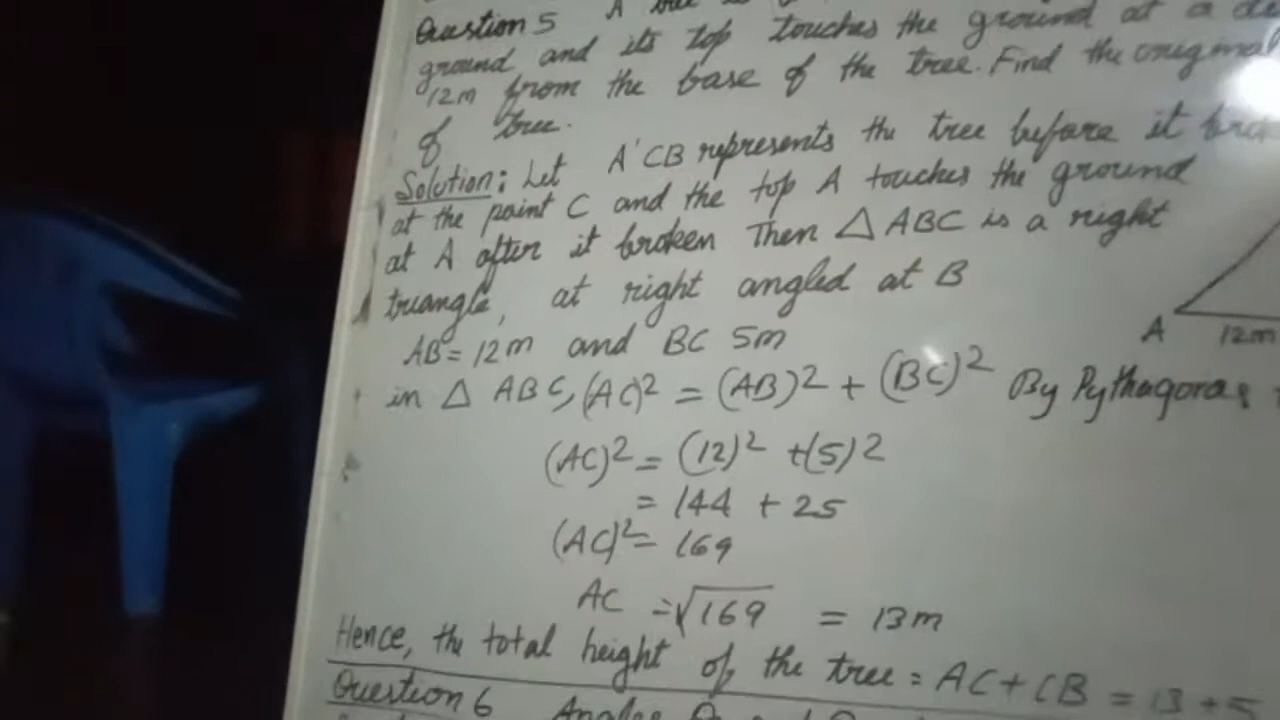 Question 5 A
ground and its top touches the ground at a
12m from the base of the tree. Find the original
of tree.
Solution: Let A'CB represents the tree before it
at the point C and the top A touches the ground
at A after it broken Then △ ABC is a right
triangle, at right angled at B
AB = 12m and BC 5m
in △ ABC, (AC)² = (AB)² + (BC)² By Pythagoras
(AC)² = (12)² + (5)²
= 144 + 25
(AC)² = 169
AC = √169 = 13m
Hence, the total height of the tree = AC + CB = 13 + 5
Question 6 Angles
A 12m